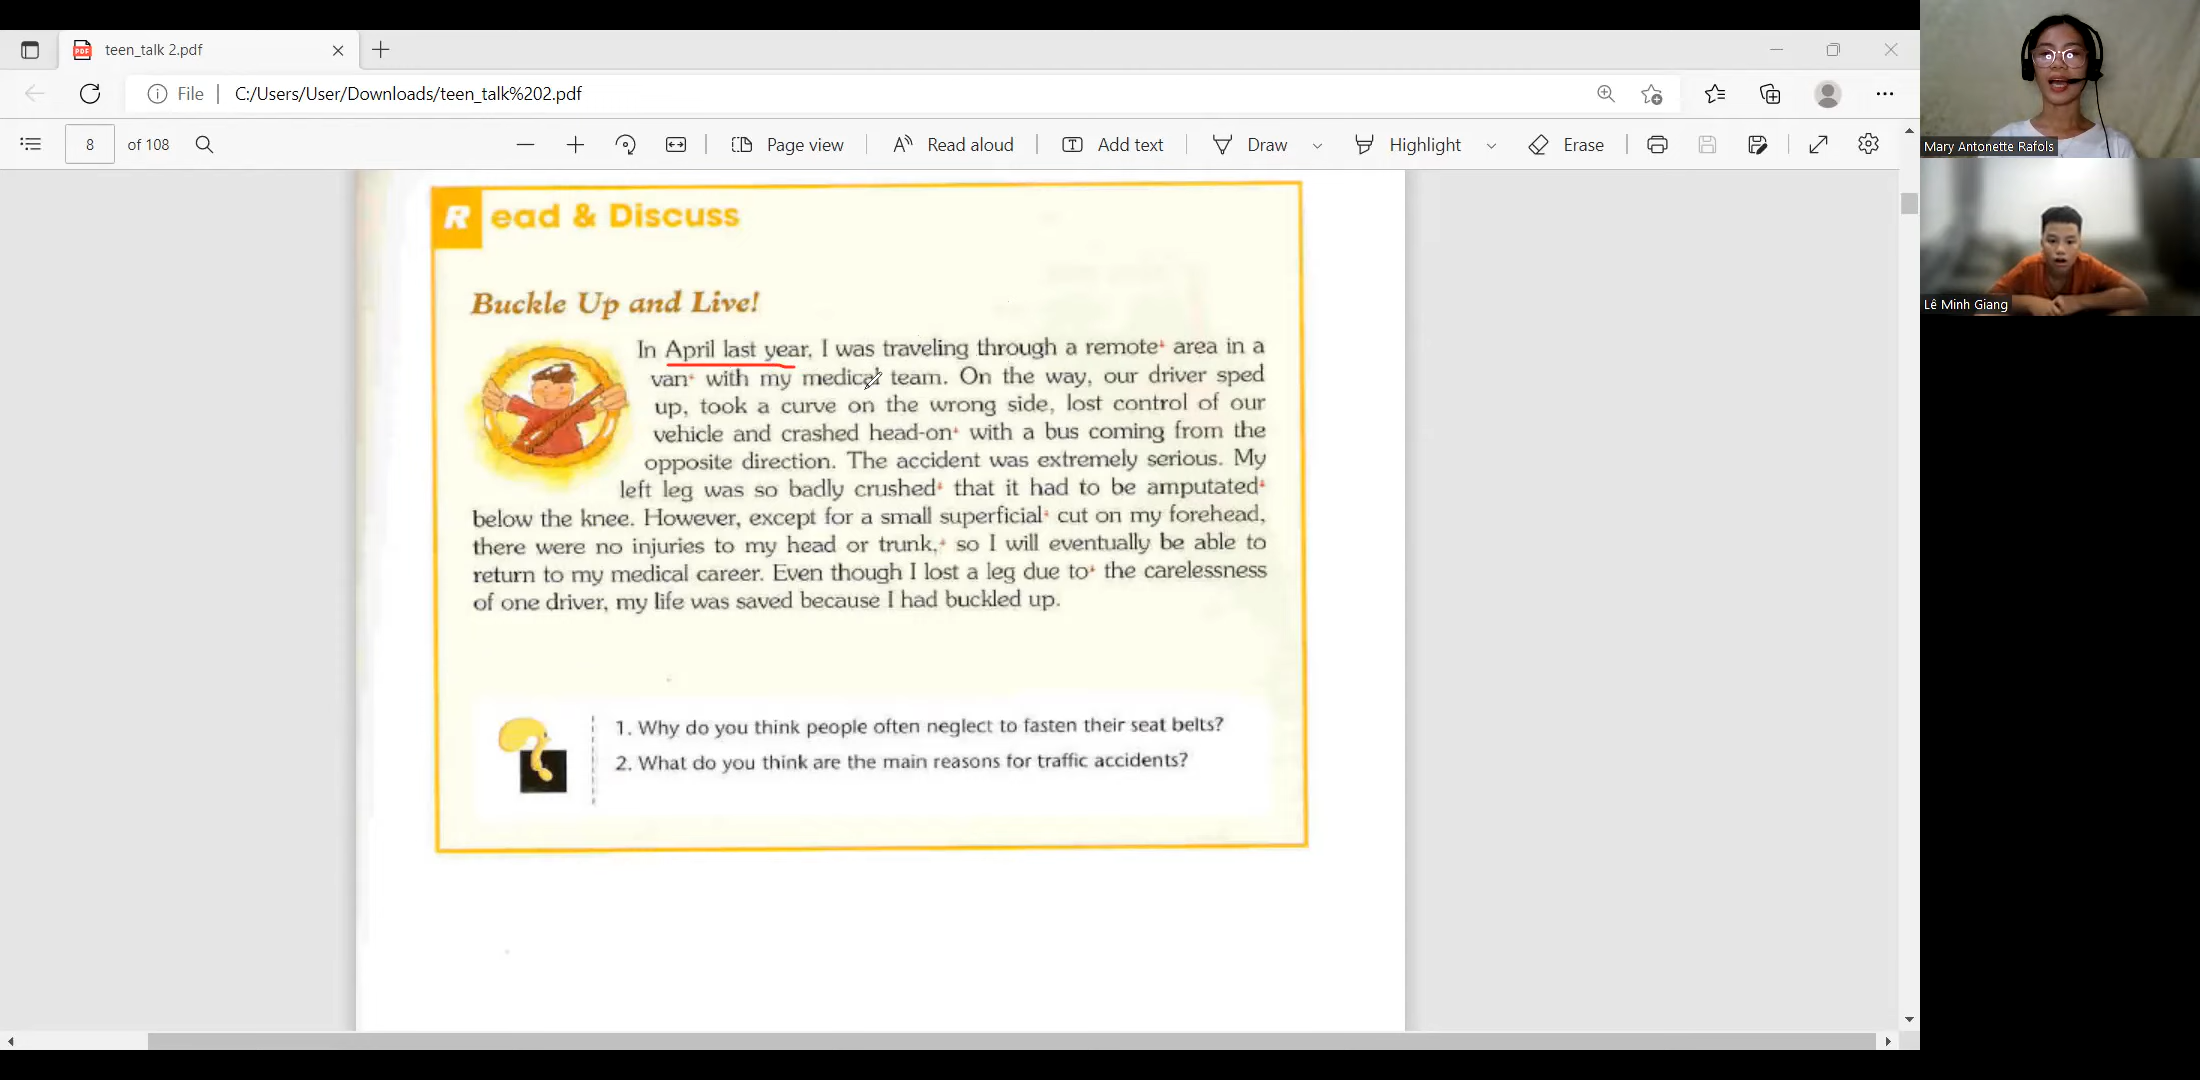 teen_talk 2.pdf
File
C:/Users/User/Downloads/teen_talk%202.pdf
8 of 108
Page view
Read aloud
Add text
Draw
Highlight
Erase
Read & Discuss
Buckle Up and Live!
In April last year, I was traveling through a remote area in a
van with my medical team. On the way, our driver sped
up, took a curve on the wrong side, lost control of our
vehicle and crashed head-on with a bus coming from the
opposite direction. The accident was extremely serious. My
left leg was so badly crushed that it had to be amputated
below the knee. However, except for a small superficial cut on my forehead,
there were no injuries to my head or trunk, so I will eventually be able to
return to my medical career. Even though I lost a leg due to the carelessness
of one driver, my life was saved because I had buckled up.
1. Why do you think people often neglect to fasten their seat belts?
2. What do you think are the main reasons for traffic accidents?
Mary Antonette Rafols
Lê Minh Giang